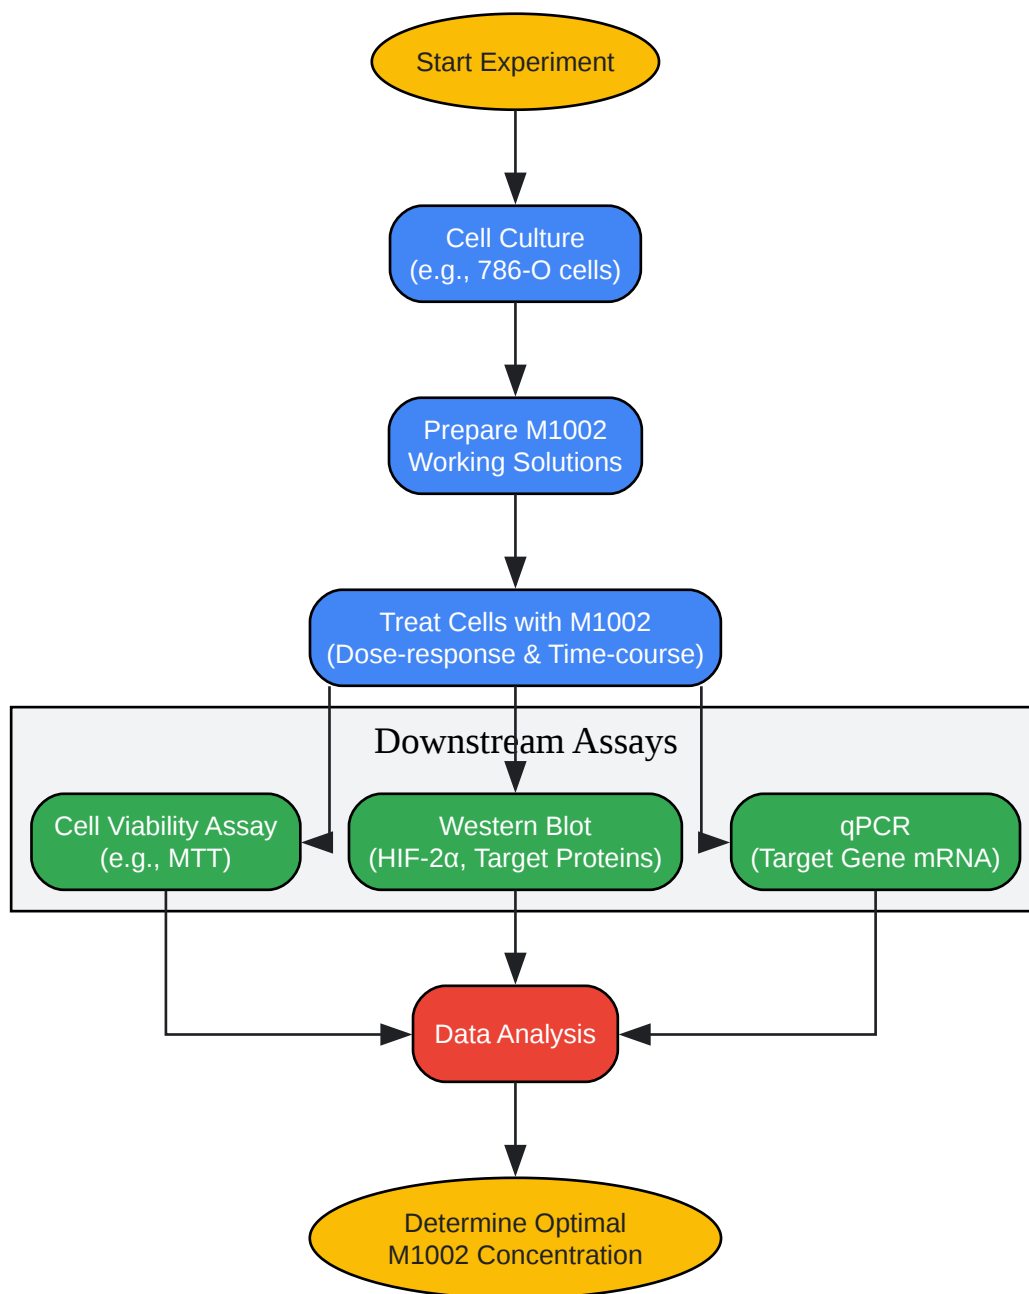 Start Experiment
Cell Culture
(e.g., 786-O cells)
Prepare M1002
Working Solutions
Treat Cells with M1002
(Dose-response & Time-course)
Downstream Assays
Cell Viability Assay
(e.g., MTT)
Western Blot
(HIF-2α, Target Proteins)
qPCR
(Target Gene mRNA)
Data Analysis
Determine Optimal
M1002 Concentration